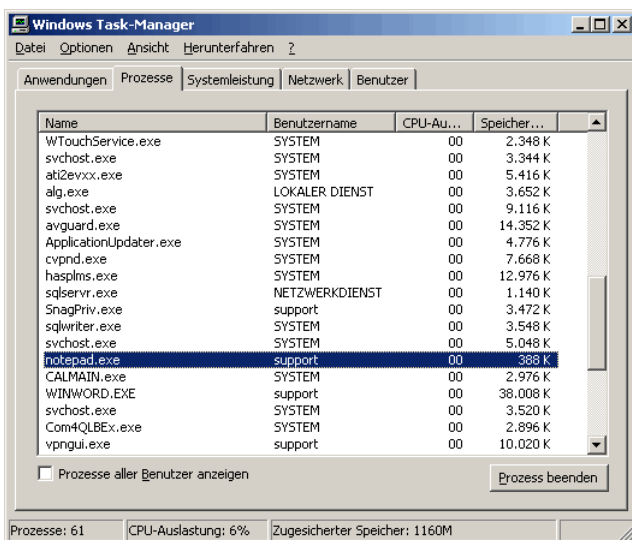 Windows Task-Manager
Datei Optionen Ansicht Herunterfahren ?
Anwendungen Prozesse Systemleistung Netzwerk Benutzer
Name Benutzername CPU-Au... Speicher...
WTouchService.exe SYSTEM 00 2.348 K
svchost.exe SYSTEM 00 3.344 K
ati2evxx.exe SYSTEM 00 5.416 K
alg.exe LOKALER DIENST 00 3.652 K
svchost.exe SYSTEM 00 9.116 K
avguard.exe SYSTEM 00 14.352 K
ApplicationUpdater.exe SYSTEM 00 4.776 K
cvpnd.exe SYSTEM 00 7.668 K
hasplms.exe SYSTEM 00 12.976 K
sqlservr.exe NETZWERKDIENST 00 1.140 K
SnagPriv.exe support 00 3.472 K
sqlwriter.exe SYSTEM 00 3.548 K
svchost.exe SYSTEM 00 5.048 K
notepad.exe support 00 388 K
CALMAIN.exe SYSTEM 00 2.976 K
WINWORD.EXE support 00 38.008 K
svchost.exe SYSTEM 00 3.520 K
Com4QLBEx.exe SYSTEM 00 2.896 K
vpngui.exe support 00 10.020 K
Prozesse aller Benutzer anzeigen
Prozess beenden
Prozesse: 61 CPU-Auslastung: 6% Zugesicherter Speicher: 1160M